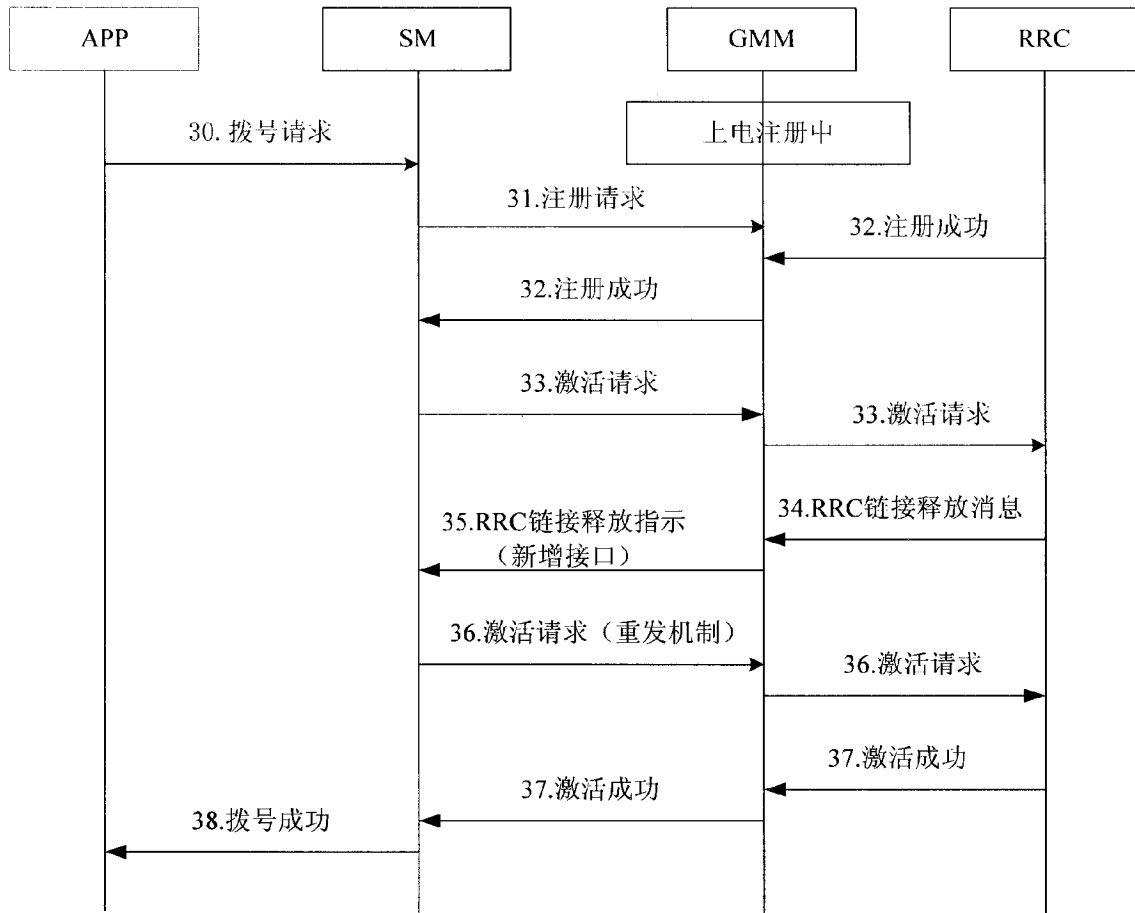 APP
SM
GMM
RRC
上电注册中
30. 拨号请求
31.注册请求
32.注册成功
32.注册成功
33.激活请求
33.激活请求
34.RRC链接释放消息
35.RRC链接释放指示
（新增接口）
36.激活请求（重发机制）
36.激活请求
37.激活成功
37.激活成功
38.拨号成功